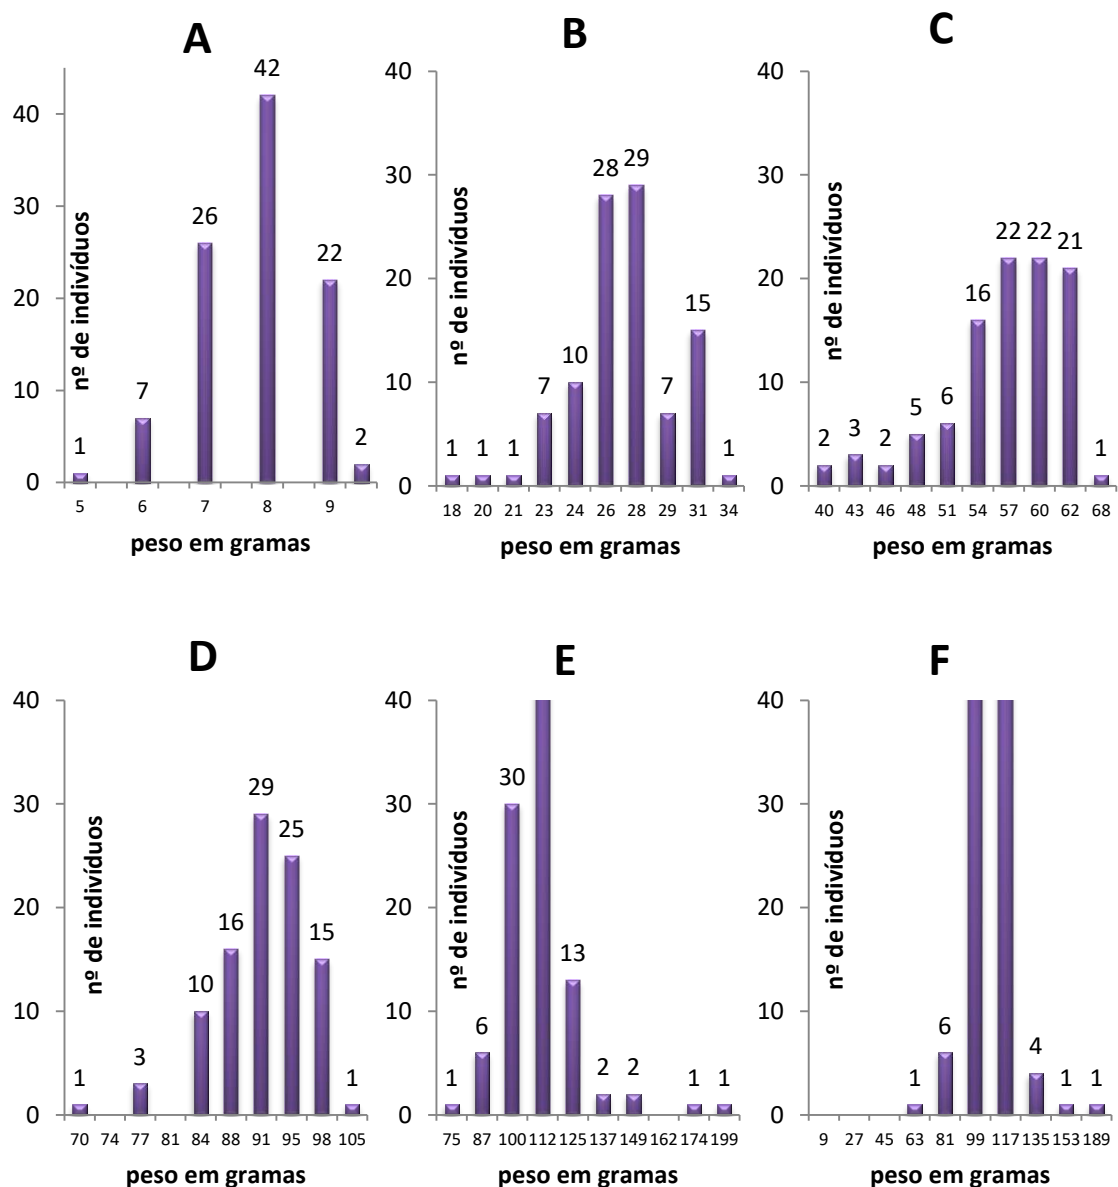 A
42
40
30
26
22
20
10
7
1
2
0
5 6 7 8 9
nº de indivíduos
peso em gramas
B
40
30
28 29
20
15
10
10
7 7
1 1 1 1
0
18 20 21 23 24 26 28 29 31 34
nº de indivíduos
peso em gramas
C
40
30
22 22 21
20
16
10
2 3 2 5 6 1
0
40 43 46 48 51 54 57 60 62 68
nº de indivíduos
peso em gramas
D
40
30
29
25
20
16 15
10
10
1 3 1
0
70 74 77 81 84 88 91 95 98 105
nº de indivíduos
peso em gramas
E
40
30
30
20
13
10
1 6 2 2 1 1
0
75 87 100 112 125 137 149 162 174 199
nº de indivíduos
peso em gramas
F
40
30
20
10
1 6 4 1 1
0
9 27 45 63 81 99 117 135 153 189
nº de indivíduos
peso em gramas